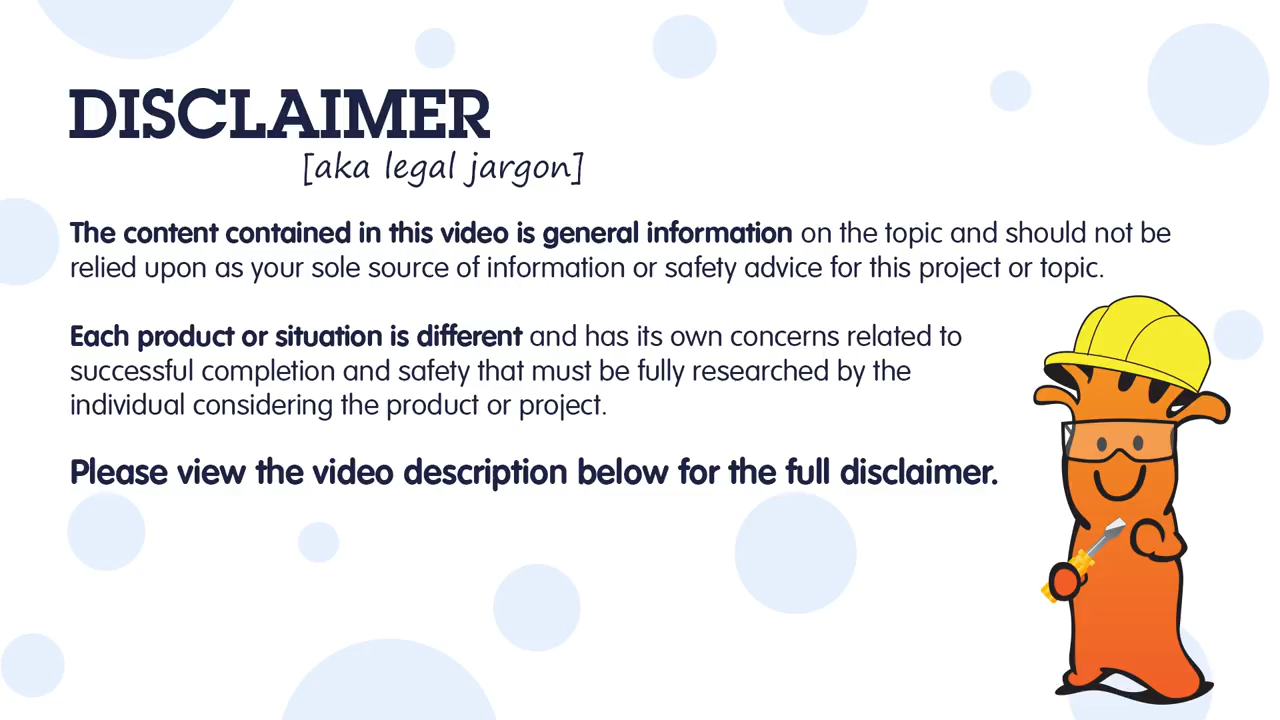 DISCLAIMER
[aka legal jargon]
The content contained in this video is general information on the topic and should not be
relied upon as your sole source of information or safety advice for this project or topic.
Each product or situation is different and has its own concerns related to
successful completion and safety that must be fully researched by the
individual considering the product or project.
Please view the video description below for the full disclaimer.